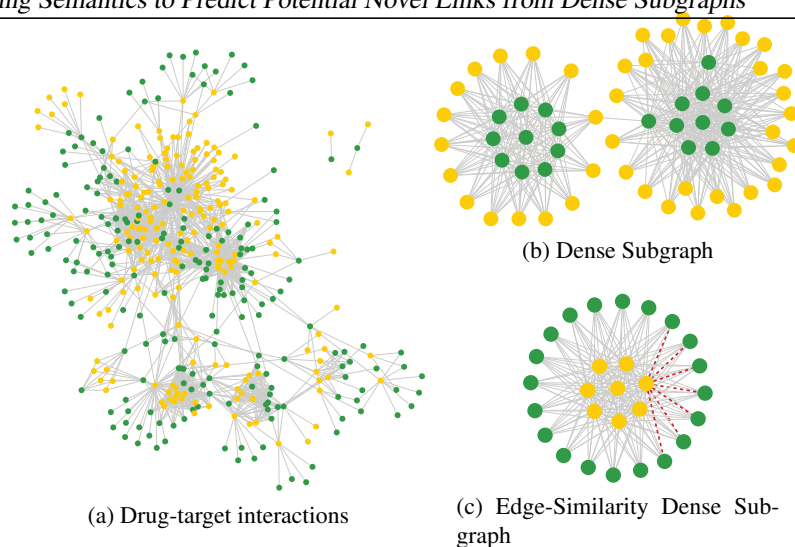 ing Semantics to Predict Potential Novel Links from Dense Subgraphs
(b) Dense Subgraph
(a) Drug-target interactions
(c) Edge-Similarity Dense Sub-
graph